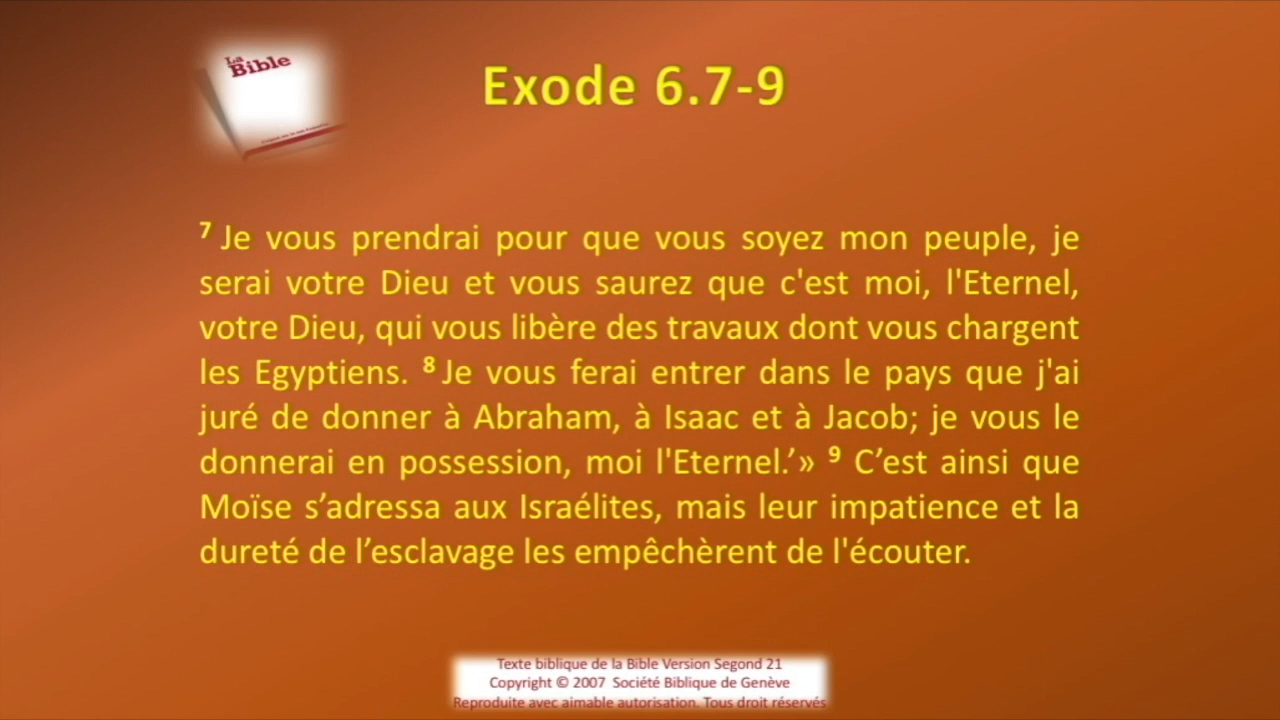 La
Bible
Exode 6.7-9
7 Je vous prendrai pour que vous soyez mon peuple, je
serai votre Dieu et vous saurez que c'est moi, l'Eternel,
votre Dieu, qui vous libère des travaux dont vous chargent
les Egyptiens. 8 Je vous ferai entrer dans le pays que j'ai
juré de donner à Abraham, à Isaac et à Jacob; je vous le
donnerai en possession, moi l'Eternel.’» 9 C’est ainsi que
Moïse s’adressa aux Israélites, mais leur impatience et la
dureté de l’esclavage les empêchèrent de l'écouter.
Texte biblique de la Bible Version Segond 21
Copyright © 2007 Société Biblique de Genève
Reproduite avec aimable autorisation. Tous droit réservés